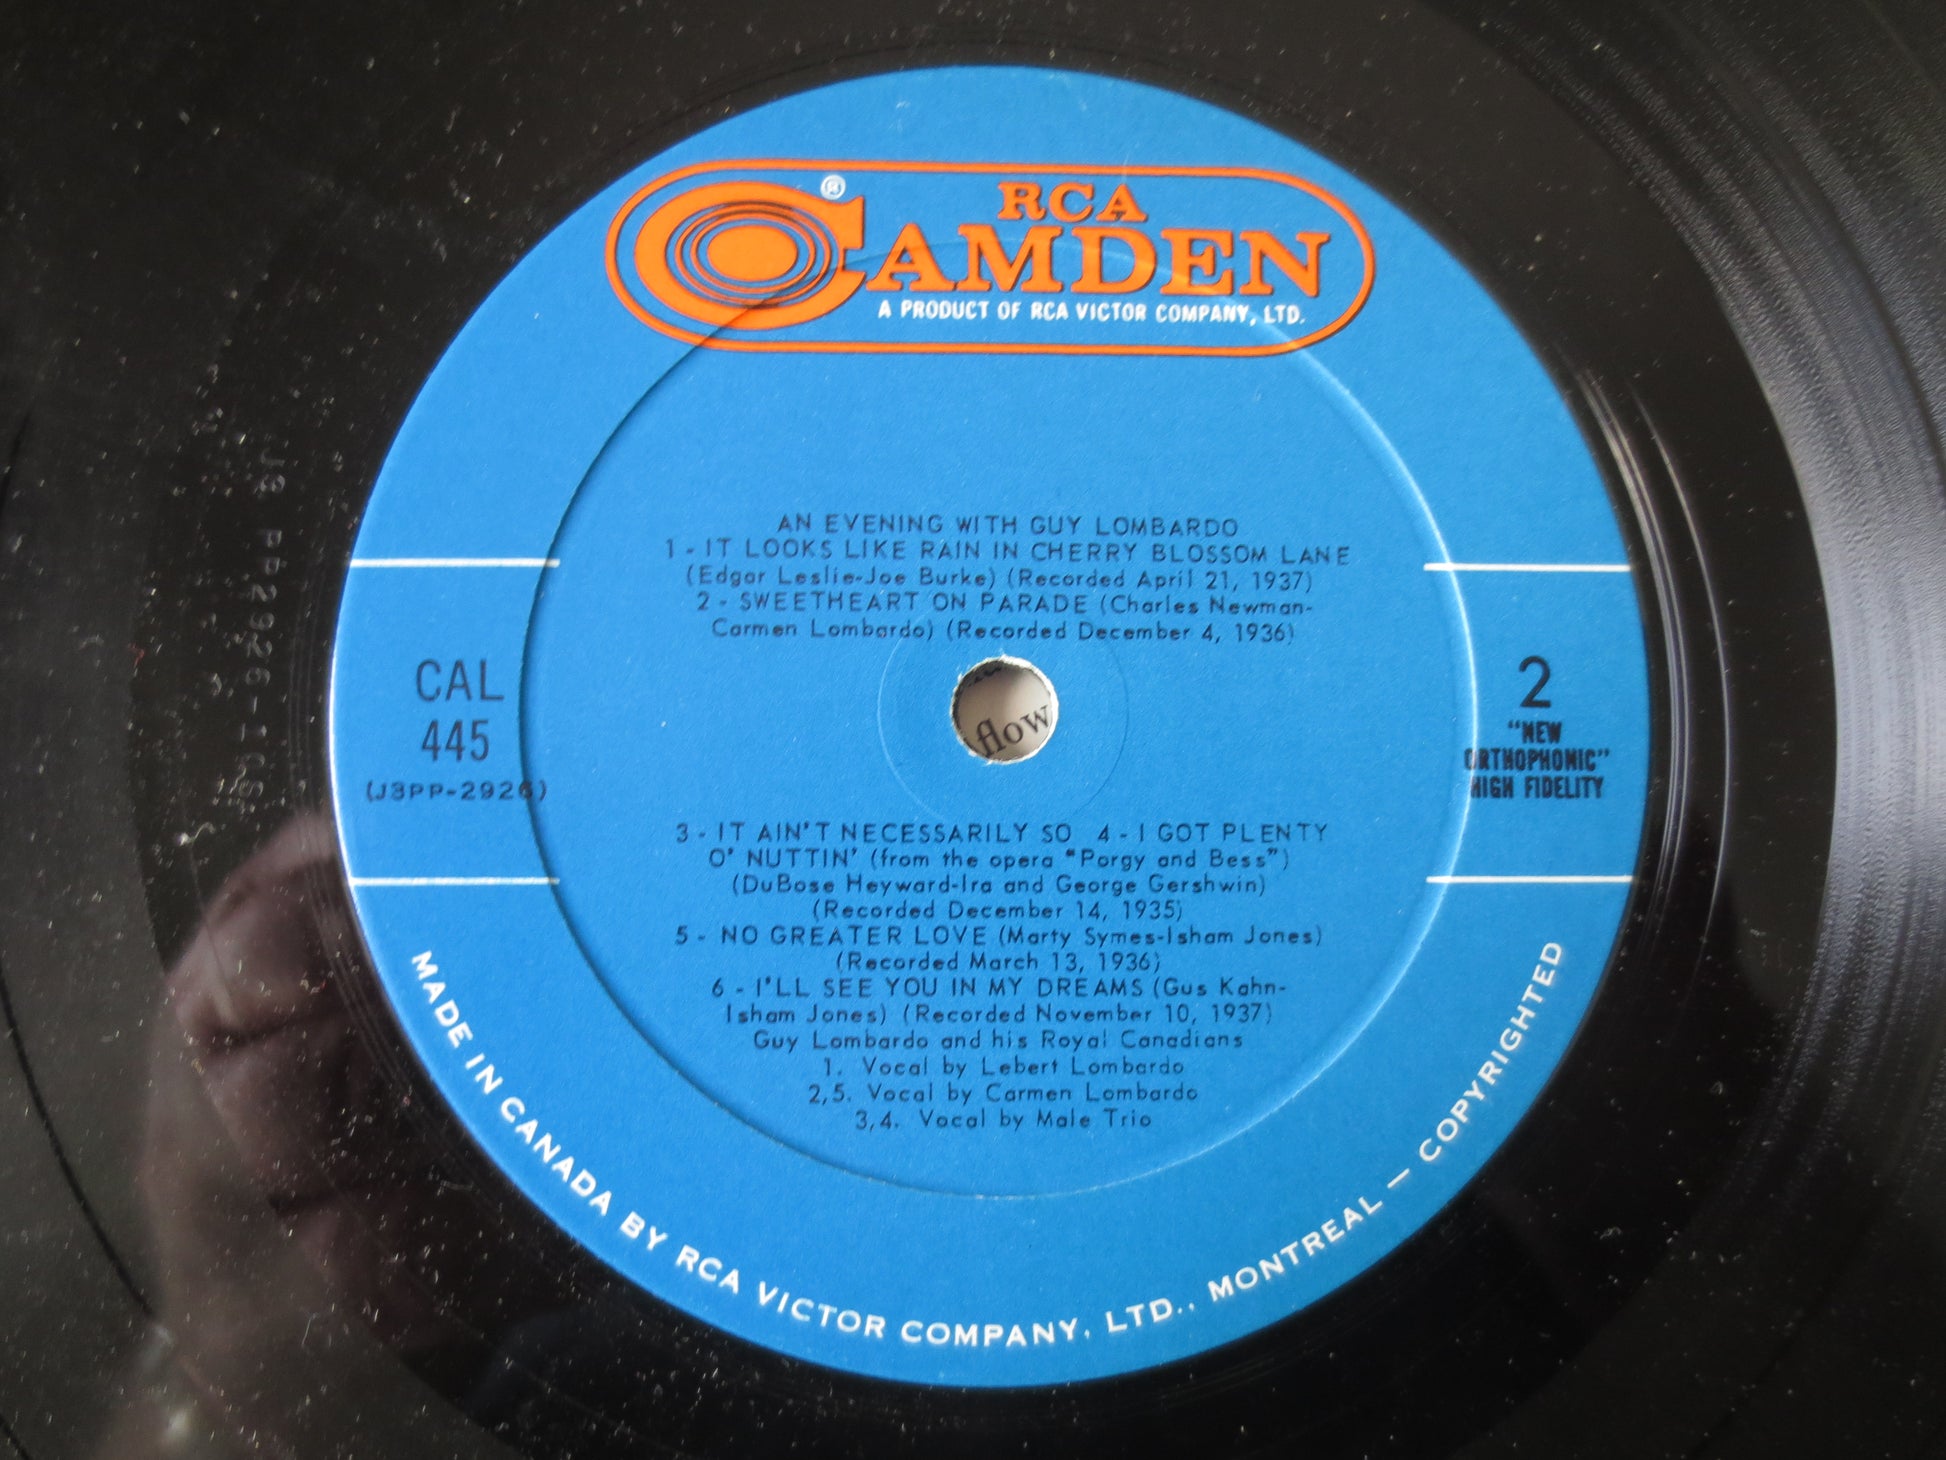 RCA
CAMDEN
®
A PRODUCT OF RCA VICTOR COMPANY, LTD.
AN EVENING WITH GUY LOMBARDO
1 - IT LOOKS LIKE RAIN IN CHERRY BLOSSOM LANE
(Edgar Leslie-Joe Burke) (Recorded April 21, 1937)
2 - SWEETHEART ON PARADE (Charles Newman-
Carmen Lombardo) (Recorded December 4, 1936)
CAL
445
(J3PP-2926)
2
"NEW
ORTHOPHONIC"
HIGH FIDELITY
flow
3 - IT AIN'T NECESSARILY SO 4 - I GOT PLENTY
O' NUTTIN' (from the opera "Porgy and Bess")
(DuBose Heyward-Ira and George Gershwin)
(Recorded December 14, 1935)
5 - NO GREATER LOVE (Marty Symes-Isham Jones)
(Recorded March 13, 1936)
6 - I'LL SEE YOU IN MY DREAMS (Gus Kahn-
Isham Jones) (Recorded November 10, 1937)
Guy Lombardo and his Royal Canadians
1. Vocal by Lebert Lombardo
2,5. Vocal by Carmen Lombardo
3,4. Vocal by Male Trio
MADE IN CANADA BY RCA VICTOR COMPANY, LTD., MONTREAL — COPYRIGHTED